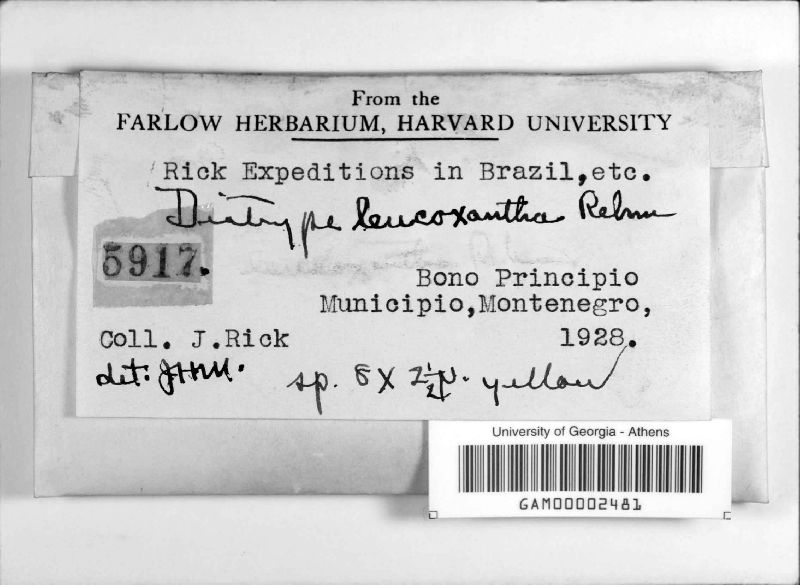 From the
FARLOW HERBARIUM, HARVARD UNIVERSITY
Rick Expeditions in Brazil, etc.
Diatrype leucoxantha Rehm
5917.
Bono Principio
Municipio, Montenegro,
Coll. J. Rick 1928.
det: JHM. sp. 8 X 2½ μ. yellow
University of Georgia - Athens
GAM00002481